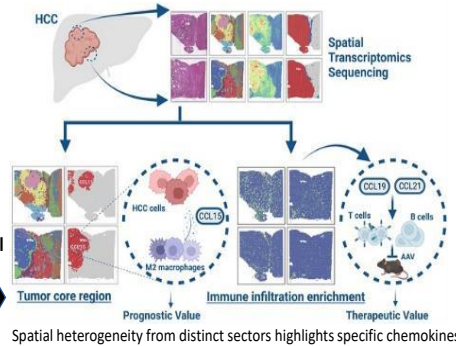 HCC
Spatial
Transcriptomics
Sequencing
HCC cells
CCL15
M2 macrophages
CCL19
CCL21
T cells
B cells
AAV
Tumor core region
Immune infiltration enrichment
Prognostic Value
Therapeutic Value
Spatial heterogeneity from distinct sectors highlights specific chemokines